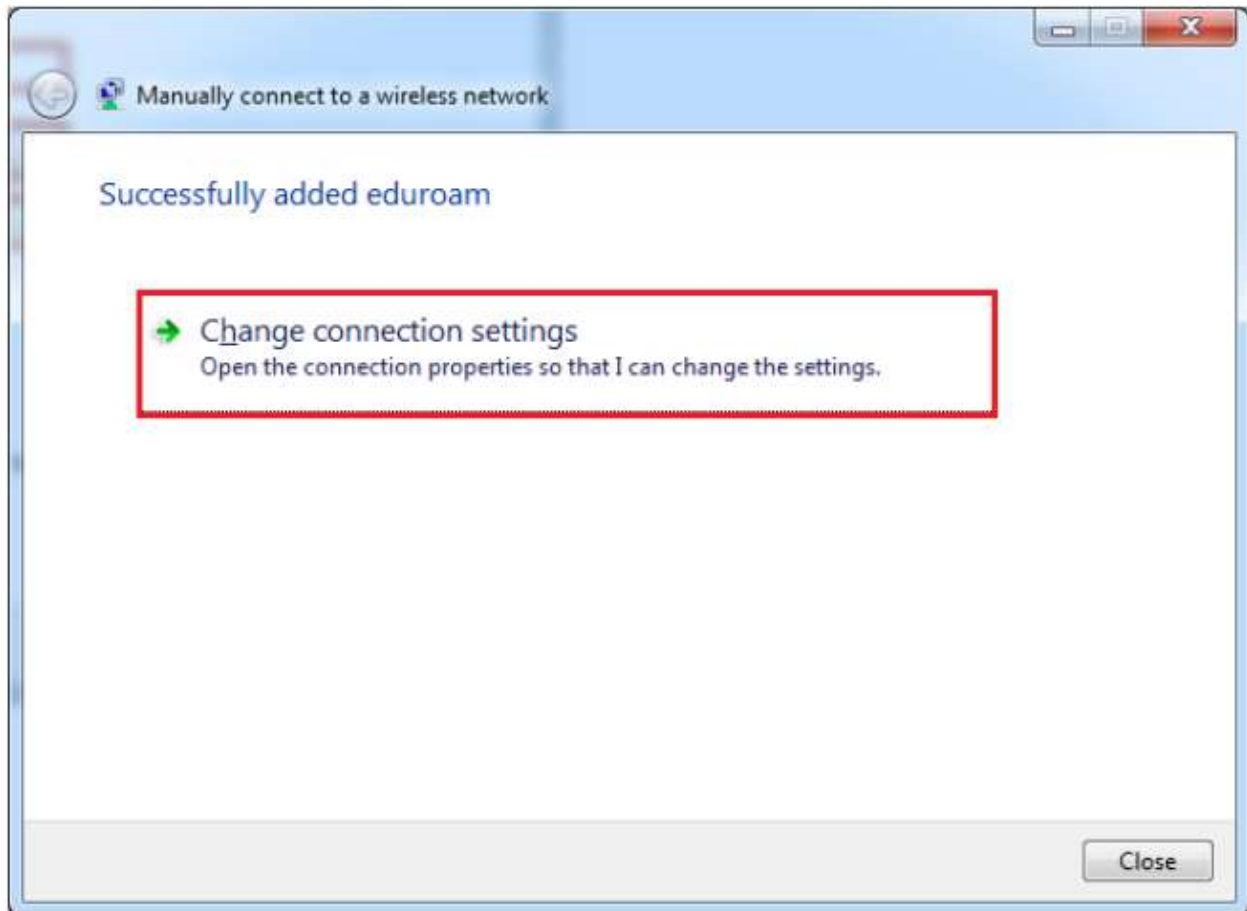 Manually connect to a wireless network
Successfully added eduroam
Change connection settings
Open the connection properties so that I can change the settings.
Close